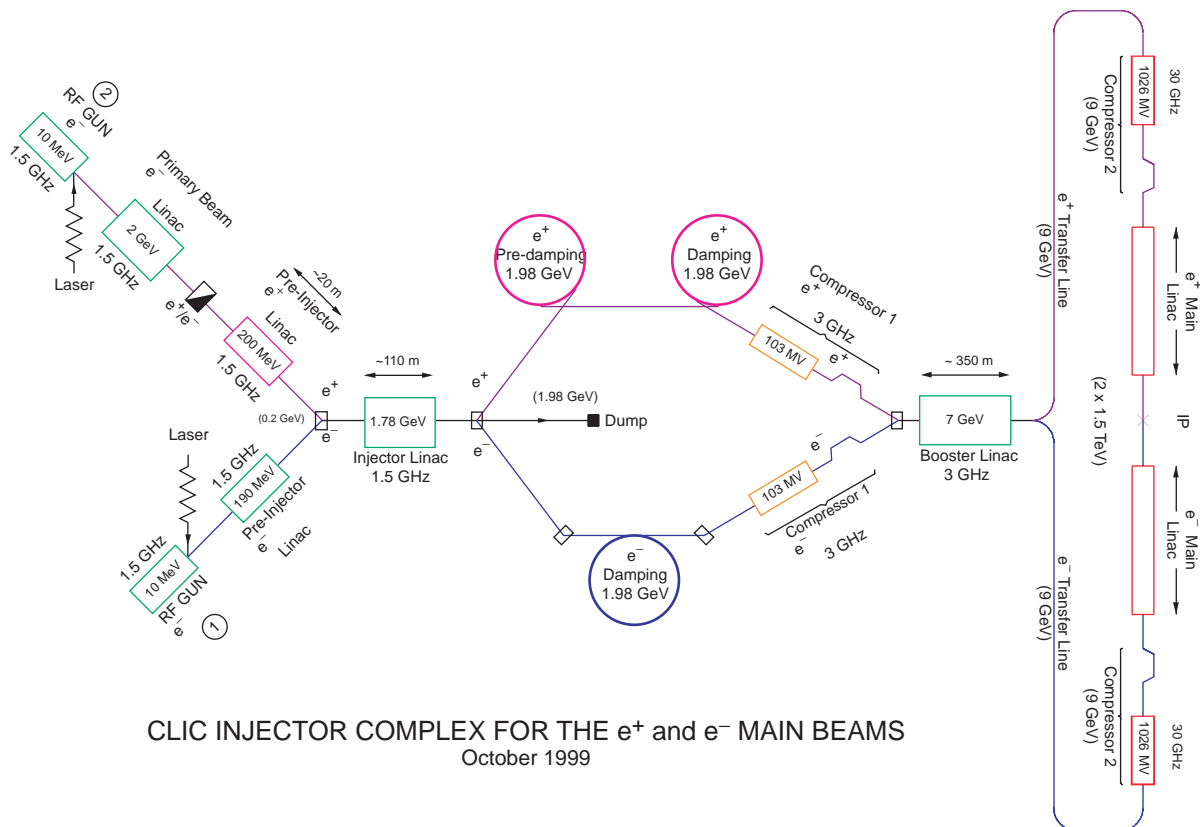 2
RF GUN
e–
10 MeV
1.5 GHz
Laser
Primary Beam
e–
Linac
2 GeV
1.5 GHz
e+/e–
~20 m
Pre-Injector
e+
Linac
200 MeV
1.5 GHz
e+
(0.2 GeV)
e–
Laser
1.5 GHz
190 MeV
Pre-Injector
e–
Linac
1.5 GHz
10 MeV
RF GUN
e–
1
~110 m
1.78 GeV
Injector Linac
1.5 GHz
e+
e–
(1.98 GeV)
Dump
e+
Pre-damping
1.98 GeV
e+
Damping
1.98 GeV
e–
Damping
1.98 GeV
Compressor 1
e+
3 GHz
103 MV
e+
e–
103 MV
Compressor 1
e–
3 GHz
~ 350 m
7 GeV
Booster Linac
3 GHz
e+ Transfer Line
(9 GeV)
e– Transfer Line
(9 GeV)
30 GHz
1026 MV
Compressor 2
(9 GeV)
e+ Main
Linac
IP
(2 x 1.5 TeV)
e– Main
Linac
Compressor 2
(9 GeV)
1026 MV
30 GHz
CLIC INJECTOR COMPLEX FOR THE e+ and e– MAIN BEAMS
October 1999